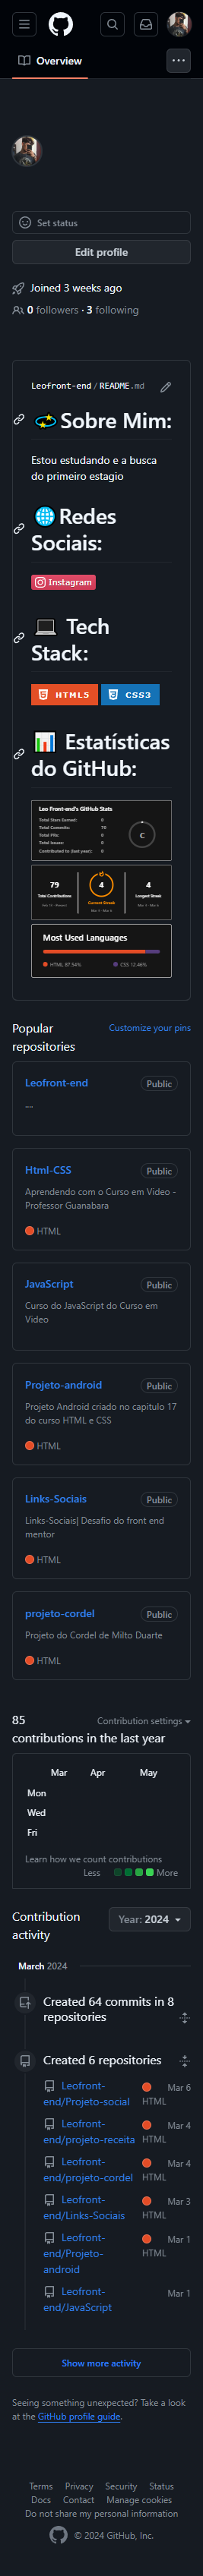 Overview
Set status
Edit profile
Joined 3 weeks ago
0 followers · 3 following
Leofront-end/README.md
Sobre Mim:
Estou estudando e a busca
do primeiro estagio
Redes
Sociais:
Instagram
Tech
Stack:
HTML5 CSS3
Estatísticas
do GitHub:
Leo Front-end's GitHub Stats
Total Stars Earned: 0
Total Commits: 70
Total PRs: 0
Total Issues: 0
Contributed to (last year): 0
C
79 4 4
Total Contributions Current Streak Longest Streak
Most Used Languages
HTML 87.54% CSS 12.46%
Popular
repositories
Customize your pins
Leofront-end Public
Html-CSS Public
Aprendendo com o Curso em Video -
Professor Guanabara
HTML
JavaScript Public
Curso do JavaScript do Curso em
Video
Projeto-android Public
Projeto Android criado no capitulo 17
do curso HTML e CSS
HTML
Links-Sociais Public
Links-Sociais| Desafio do front end
mentor
HTML
projeto-cordel Public
Projeto do Cordel de Milto Duarte
HTML
85
contributions in the last year
Contribution settings
Mar Apr May
Mon
Wed
Fri
Learn how we count contributions
Less More
Contribution
activity
Year: 2024
March 2024
Created 64 commits in 8
repositories
Created 6 repositories
Leofront-
end/Projeto-social
HTML
Mar 6
Leofront-
end/projeto-receita
HTML
Mar 4
Leofront-
end/projeto-cordel
HTML
Mar 4
Leofront-
end/Links-Sociais
HTML
Mar 3
Leofront-
end/Projeto-
android
HTML
Mar 1
Leofront-
end/JavaScript
Mar 1
Show more activity
Seeing something unexpected? Take a look
at the GitHub profile guide.
Terms Privacy Security Status
Docs Contact Manage cookies
Do not share my personal information
© 2024 GitHub, Inc.